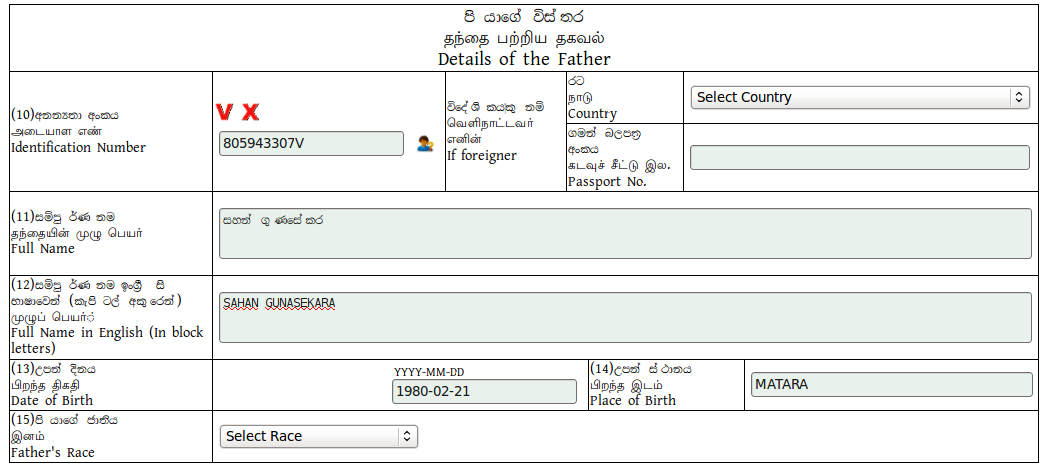 පි යාගේ විස් තර
தந்தை பற்றிய தகவல்
Details of the Father
(10)අනන්‍යතා අංකය
அடையாள எண்
Identification Number
V X
805943307V
විදේ ශි කයකු නම්
வெளிநாட்டவர்
எனின்
If foreigner
රට
நாடு
Country
Select Country
ගමන් බලපත්‍ර
අංකය
கடவுச் சீட்டு இல.
Passport No.
(11)සම්පු ර්ණ නම
தந்தையின் முழு பெயர்
Full Name
සහන් ගු ණසේ කර
(12)සම්පු ර්ණ නම ඉංග්‍රී සි
භාෂාවෙන් (කැපි ටල් අකු රෙන්)
முழுப் பெயர்
Full Name in English (In block
letters)
SAHAN GUNASEKARA
(13)උපන් දිනය
பிறந்த திகதி
Date of Birth
YYYY-MM-DD
1980-02-21
(14)උපන් ස් ථානය
பிறந்த இடம்
Place of Birth
MATARA
(15)පි යාගේ ජාතිය
இனம்
Father's Race
Select Race